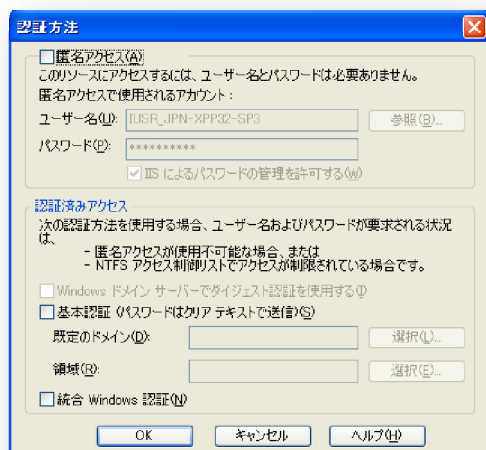 認証方法
匿名アクセス(A)
このリソースにアクセスするには、ユーザー名とパスワードは必要ありません。
匿名アクセスで使用されるアカウント:
ユーザー名(U): IUSR_JPN-XPP32-SP3 参照(B)...
パスワード(P): **********
IIS によるパスワードの管理を許可する(W)
認証済みアクセス
次の認証方法を使用する場合、ユーザー名およびパスワードが要求される状況
は、
- 匿名アクセスが使用不可能な場合、または
- NTFS アクセス制御リストでアクセスが制限されている場合です。
Windows ドメイン サーバーでダイジェスト認証を使用する(I)
基本認証 (パスワードはクリア テキストで送信)(S)
既定のドメイン(D): 選択(L)...
領域(R): 選択(E)...
統合 Windows 認証(N)
OK キャンセル ヘルプ(H)